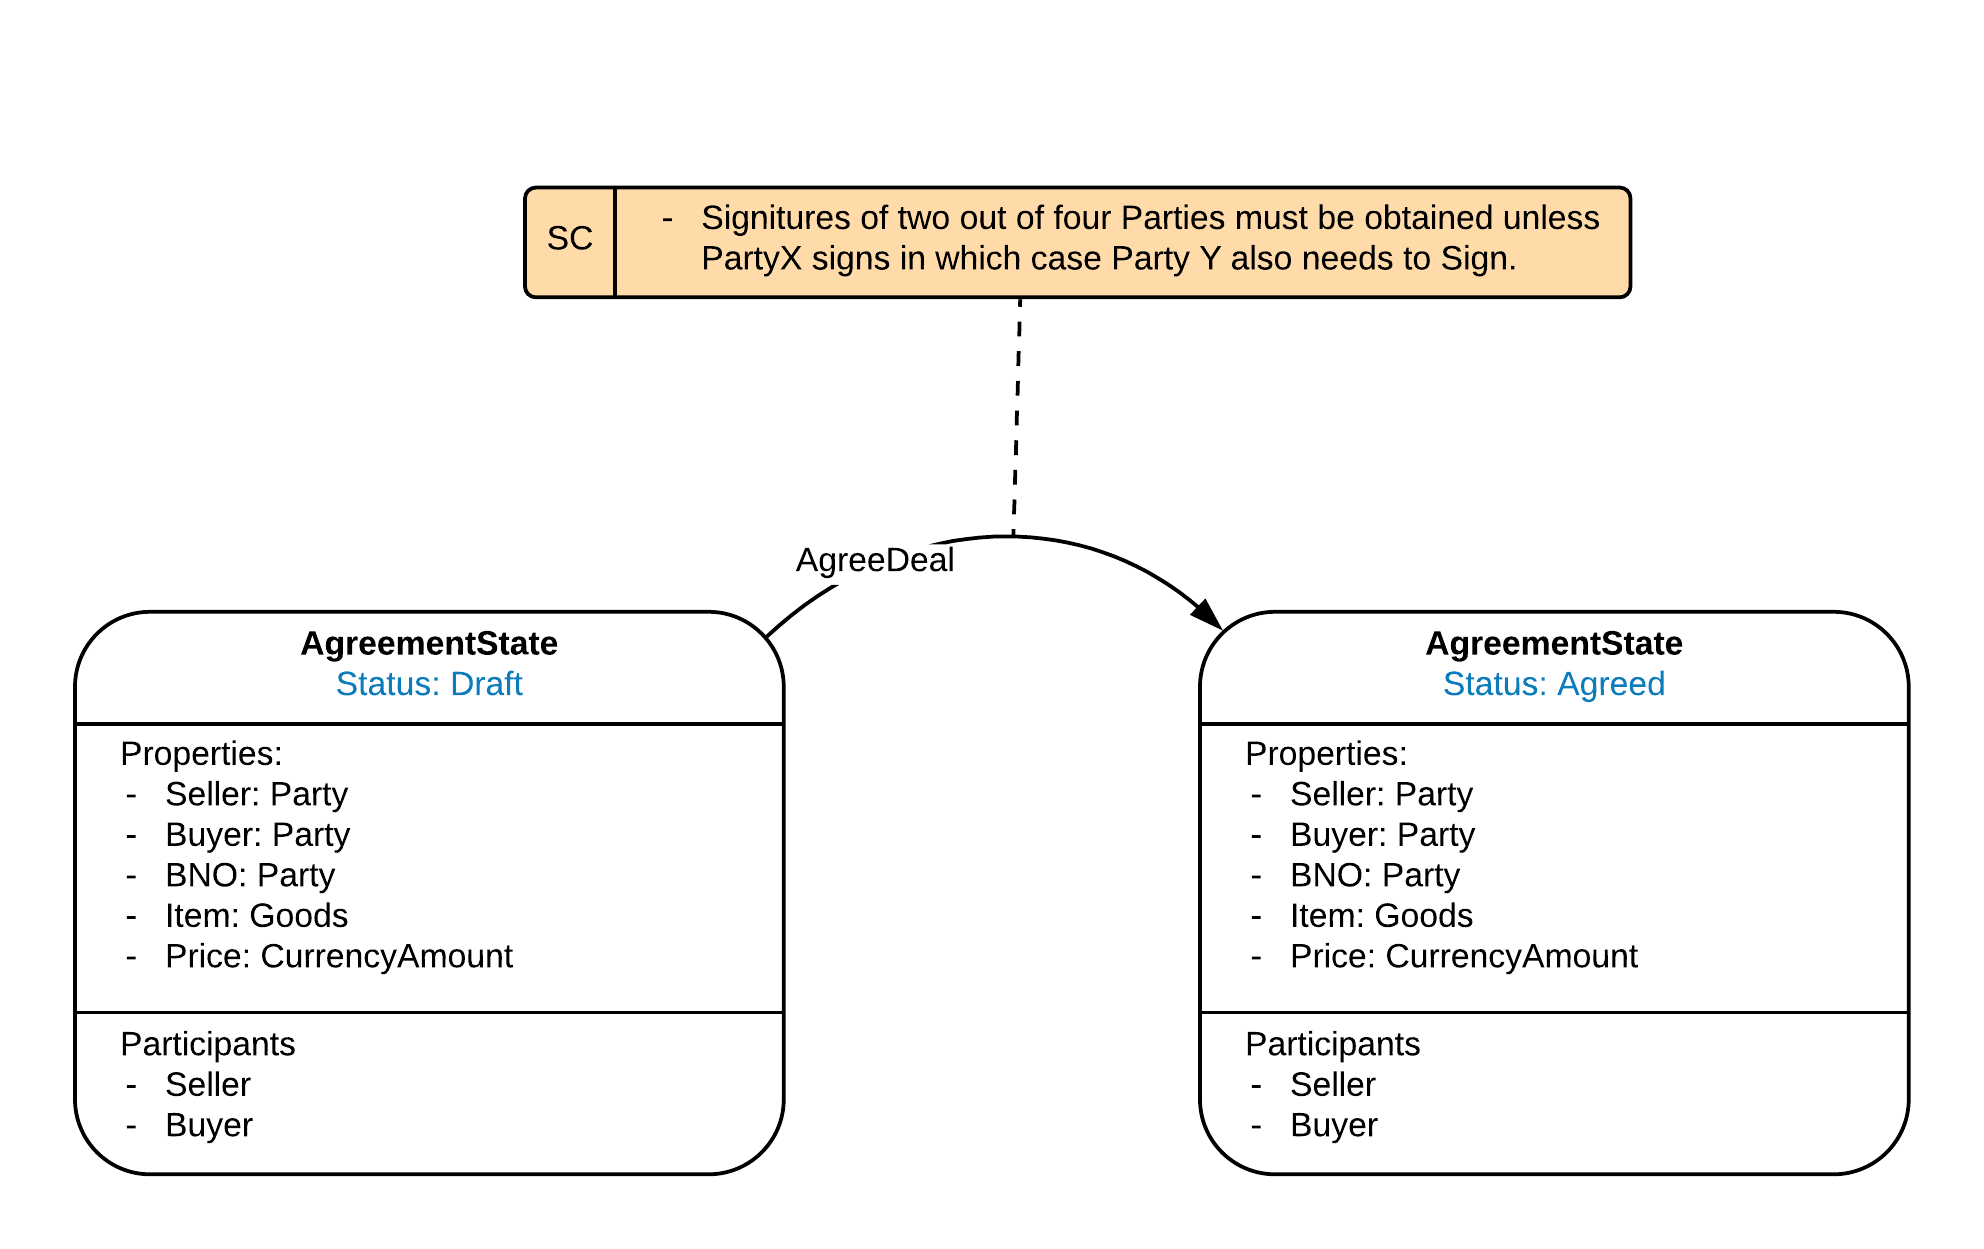 SC
- Signitures of two out of four Parties must be obtained unless
PartyX signs in which case Party Y also needs to Sign.
AgreeDeal
AgreementState
Status: Draft
Properties:
- Seller: Party
- Buyer: Party
- BNO: Party
- Item: Goods
- Price: CurrencyAmount
Participants
- Seller
- Buyer
AgreementState
Status: Agreed
Properties:
- Seller: Party
- Buyer: Party
- BNO: Party
- Item: Goods
- Price: CurrencyAmount
Participants
- Seller
- Buyer